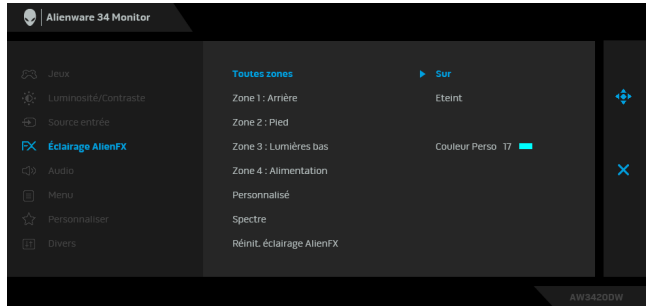 Alienware 34 Monitor
Jeux
Toutes zones
Sur
Luminosité/Contraste
Zone 1 : Arrière
Eteint
Source entrée
Zone 2 : Pied
FX Éclairage AlienFX
Zone 3 : Lumières bas
Couleur Perso 17
Audio
Zone 4 : Alimentation
Menu
Personnalisé
Personnaliser
Spectre
Divers
Réinit. éclairage AlienFX
AW3420DW